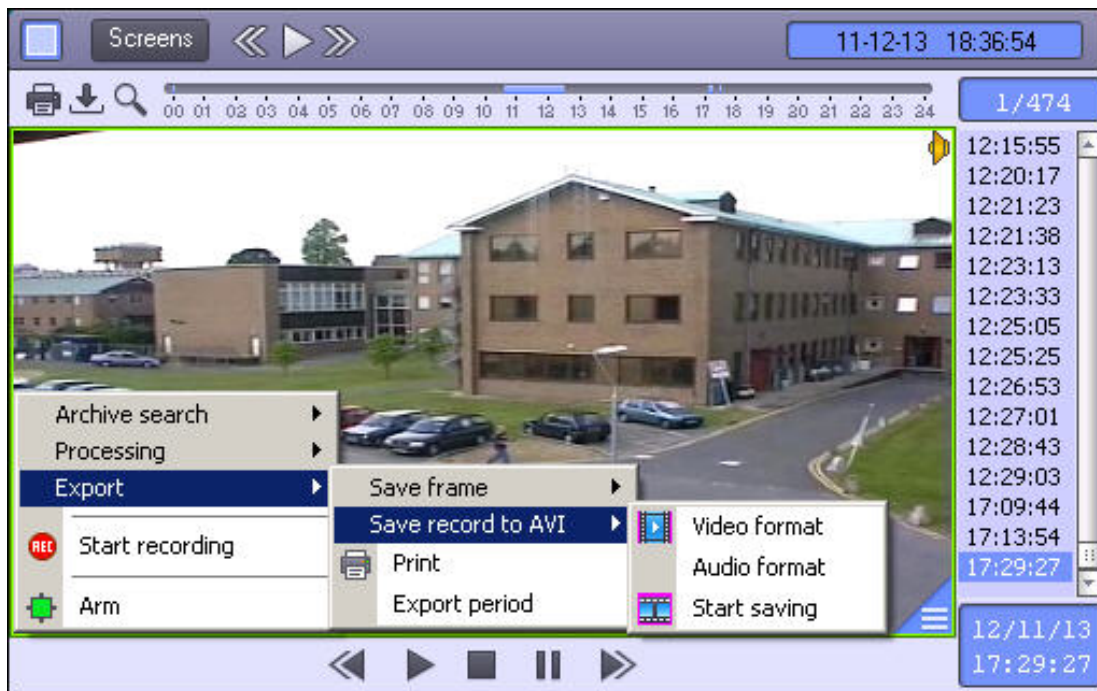 Screens
11-12-13 18:36:54
00 01 02 03 04 05 06 07 08 09 10 11 12 13 14 15 16 17 18 19 20 21 22 23 24
1/474
12:15:55
12:20:17
12:21:23
12:21:38
12:23:13
12:23:33
12:25:05
12:25:25
12:26:53
12:27:01
12:28:43
12:29:03
17:09:44
17:13:54
17:29:27
Archive search
Processing
Export
REC Start recording
Arm
Save frame
Save record to AVI
Print
Export period
Video format
Audio format
Start saving
12/11/13
17:29:27